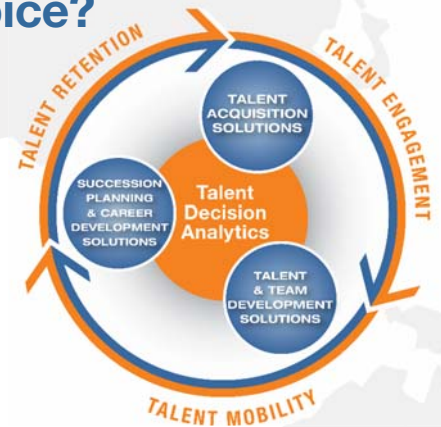 TALENT RETENTION
TALENT ENGAGEMENT
TALENT
ACQUISITION
SOLUTIONS
SUCCESSION
PLANNING
& CAREER
DEVELOPMENT
SOLUTIONS
Talent
Decision
Analytics
TALENT
& TEAM
DEVELOPMENT
SOLUTIONS
TALENT MOBILITY